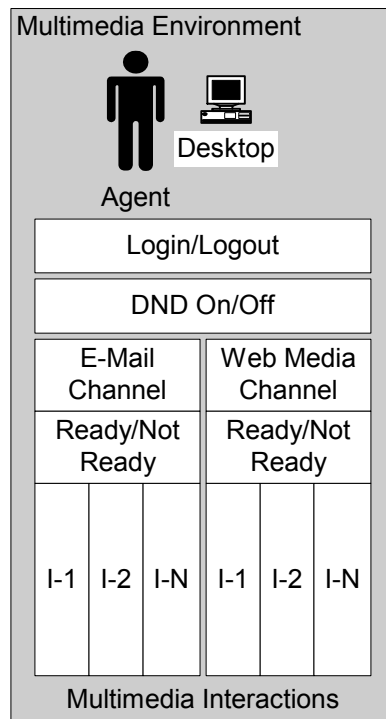 Multimedia Environment
Desktop
Agent
Login/Logout
DND On/Off
E-Mail
Channel
Web Media
Channel
Ready/Not
Ready
Ready/Not
Ready
I-1 I-2 I-N I-1 I-2 I-N
Multimedia Interactions